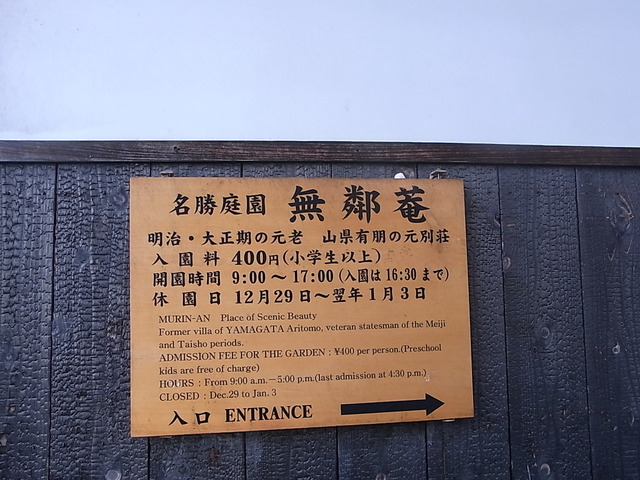 名勝庭園 無鄰菴
明治・大正期の元老 山県有朋の元別荘
入園料 400円(小学生以上)
開園時間 9:00～17:00(入園は16:30まで)
休園日 12月29日～翌年1月3日
MURIN-AN Place of Scenic Beauty
Former villa of YAMAGATA Aritomo, veteran statesman of the Meiji
and Taisho periods.
ADMISSION FEE FOR THE GARDEN : ¥400 per person.(Preschool
kids are free of charge)
HOURS : From 9:00 a.m.－5:00 p.m.(last admission at 4:30 p.m.)
CLOSED : Dec.29 to Jan. 3
入口 ENTRANCE